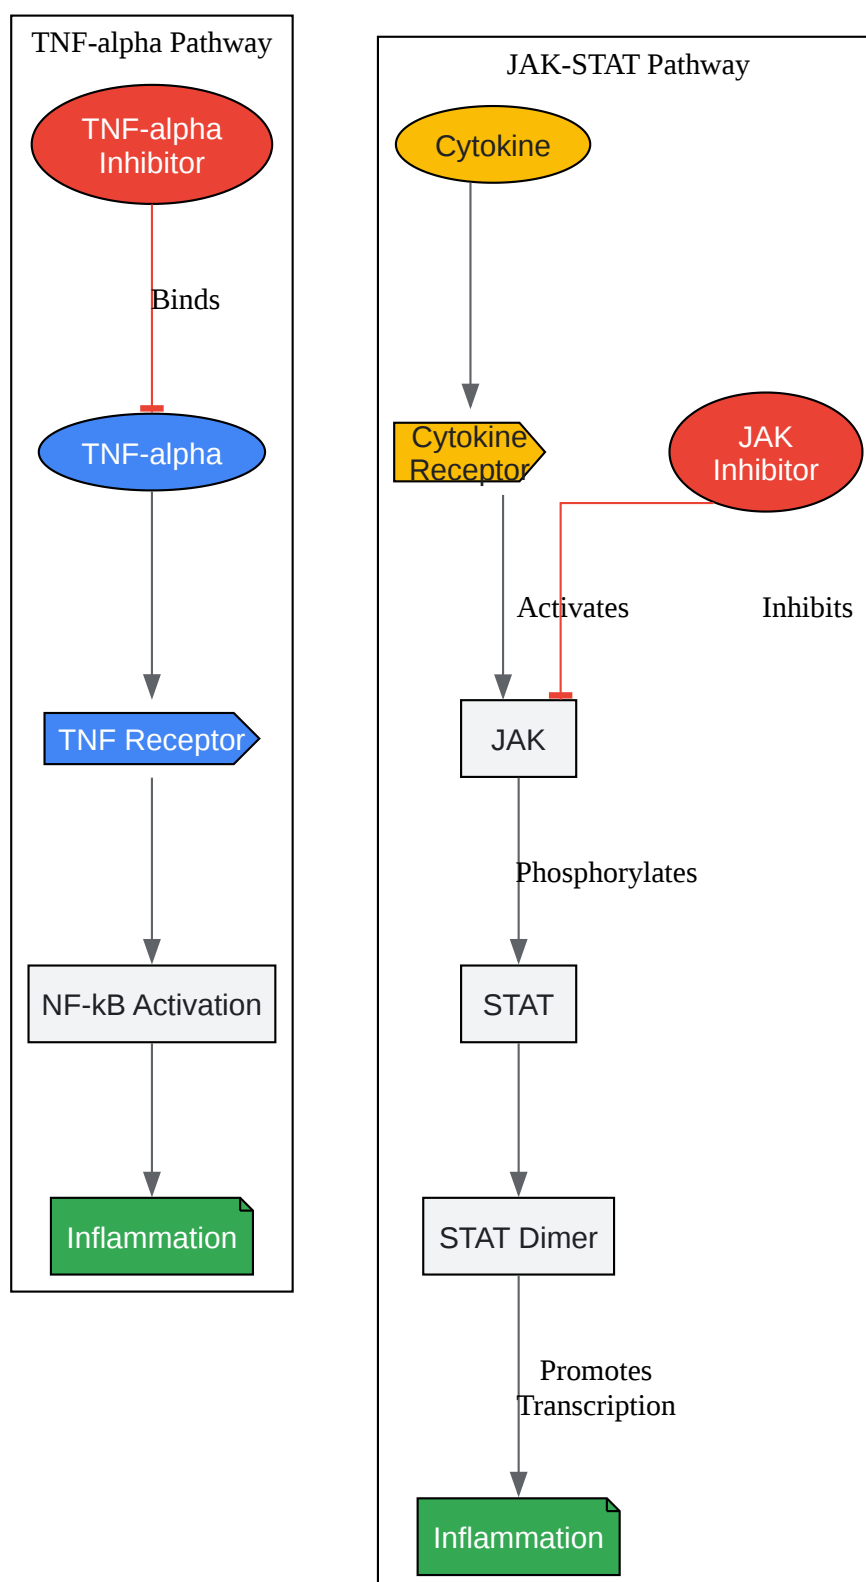 TNF-alpha Pathway
TNF-alpha
Inhibitor
Binds
TNF-alpha
TNF Receptor
NF-kB Activation
Inflammation
JAK-STAT Pathway
Cytokine
Cytokine
Receptor
JAK
Inhibitor
Activates
Inhibits
JAK
Phosphorylates
STAT
STAT Dimer
Promotes
Transcription
Inflammation